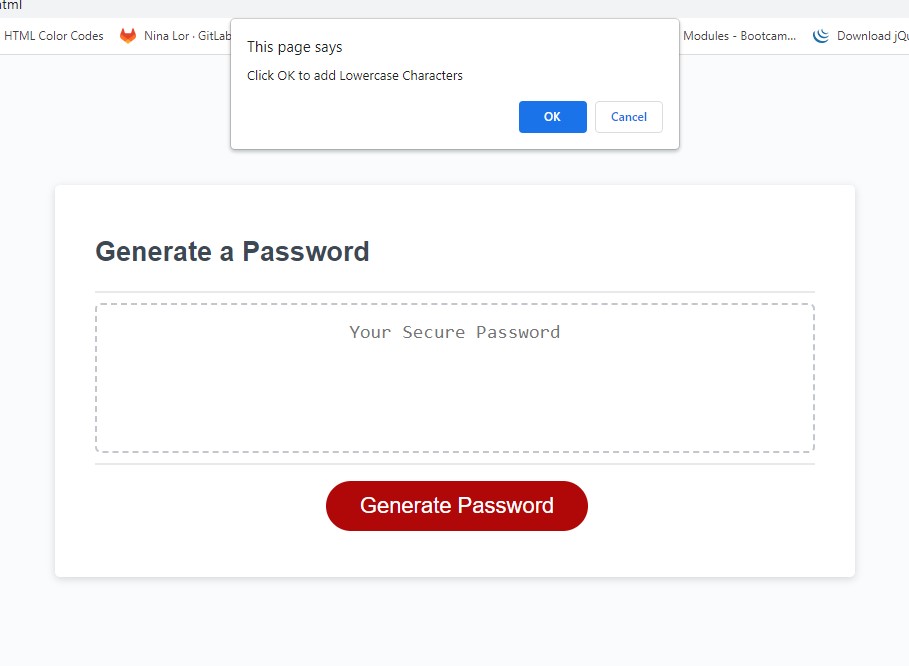 HTML Color Codes
Nina Lor · GitLab
Modules - Bootcam...
Download jQu
This page says
Click OK to add Lowercase Characters
OK
Cancel
Generate a Password
Your Secure Password
Generate Password